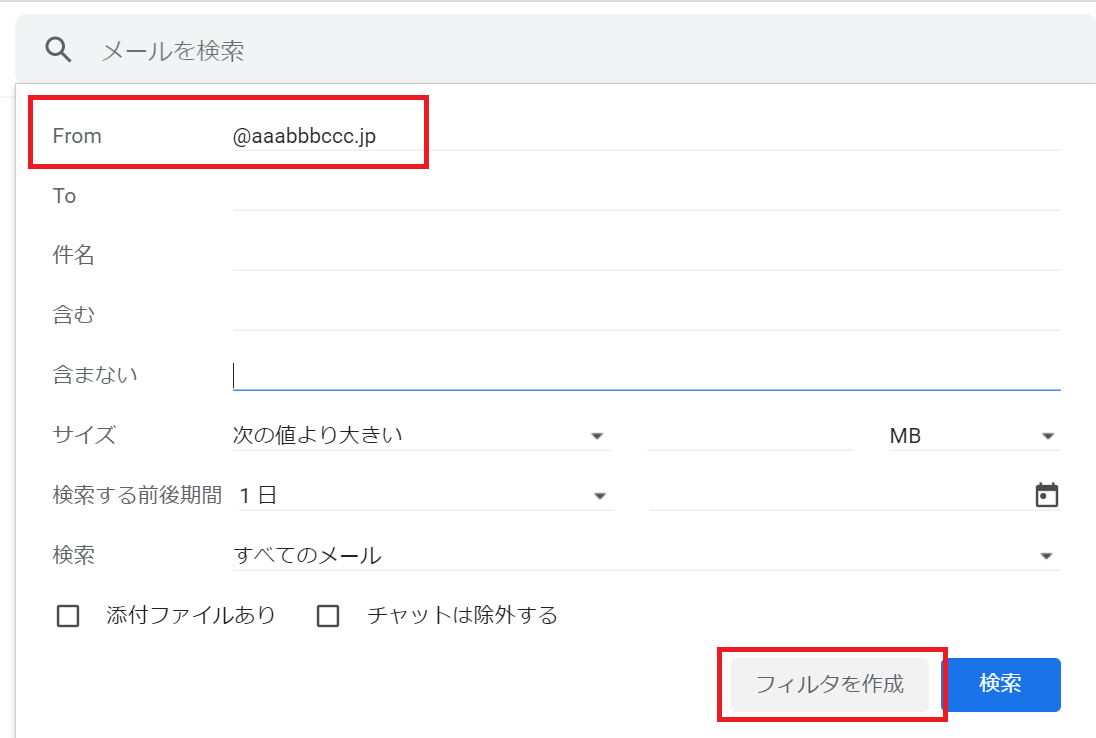 メールを検索
From @aaabbbccc.jp
To
件名
含む
含まない
サイズ 次の値より大きい MB
検索する前後期間 1 日
検索 すべてのメール
添付ファイルあり チャットは除外する
フィルタを作成 検索